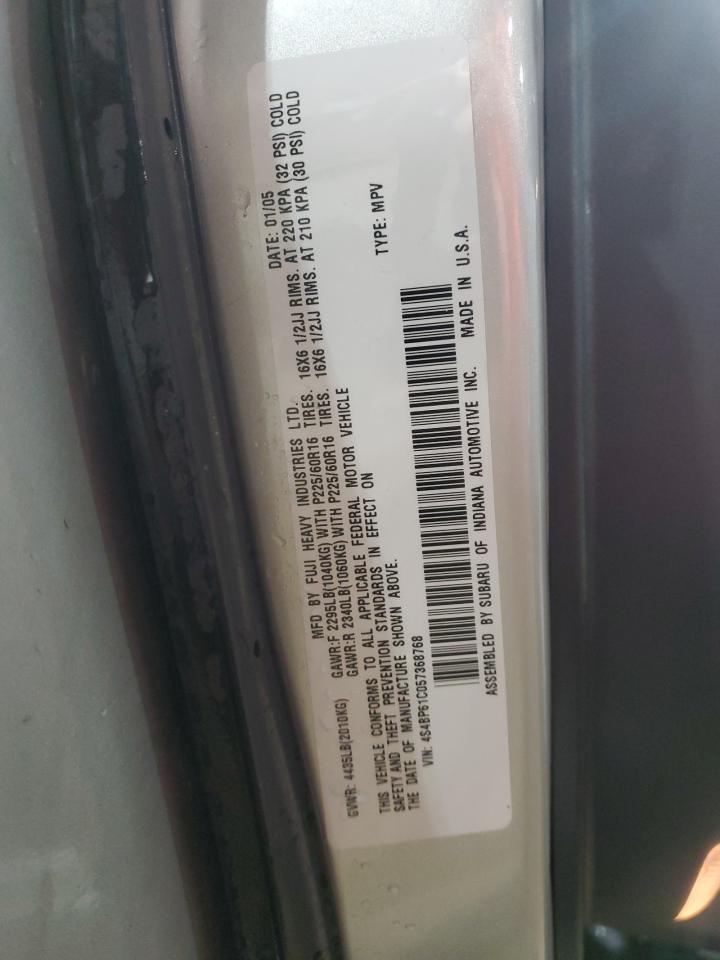 MFD BY FUJI HEAVY INDUSTRIES LTD. DATE: 01/05
GVWR: 4435LB(2010KG) GAWR:F 2295LB(1040KG) WITH P225/60R16 TIRES. 16X6 1/2JJ RIMS. AT 220 KPA (32 PSI) COLD
GAWR:R 2340LB(1060KG) WITH P225/60R16 TIRES. 16X6 1/2JJ RIMS. AT 210 KPA (30 PSI) COLD
THIS VEHICLE CONFORMS TO ALL APPLICABLE FEDERAL MOTOR VEHICLE
SAFETY AND THEFT PREVENTION STANDARDS IN EFFECT ON
THE DATE OF MANUFACTURE SHOWN ABOVE. TYPE: MPV
VIN: 4S4BP61C057368768
ASSEMBLED BY SUBARU OF INDIANA AUTOMOTIVE INC. MADE IN U.S.A.